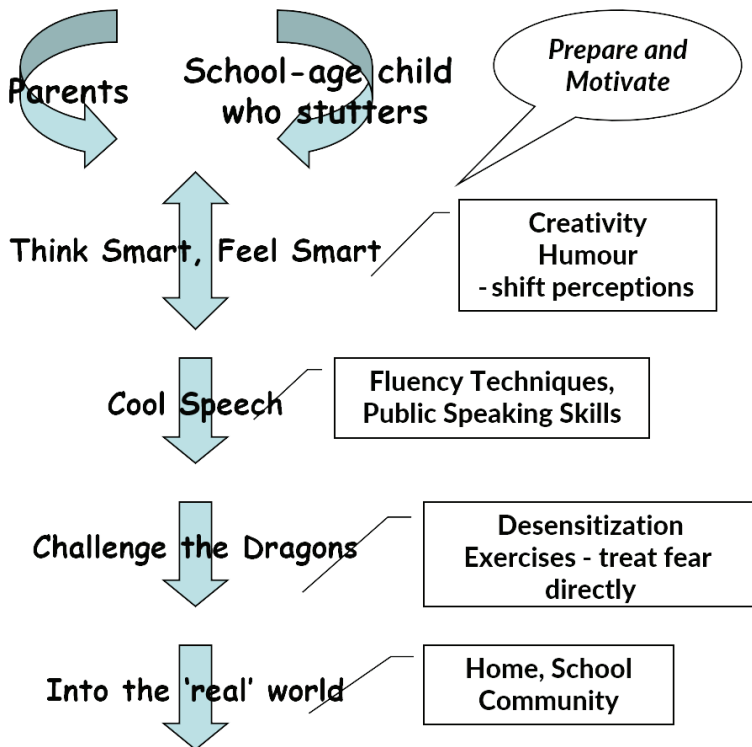 Parents
School-age child
who stutters
Prepare and
Motivate
Think Smart, Feel Smart
Creativity
Humour
- shift perceptions
Cool Speech
Fluency Techniques,
Public Speaking Skills
Challenge the Dragons
Desensitization
Exercises - treat fear
directly
Into the ‘real’ world
Home, School
Community